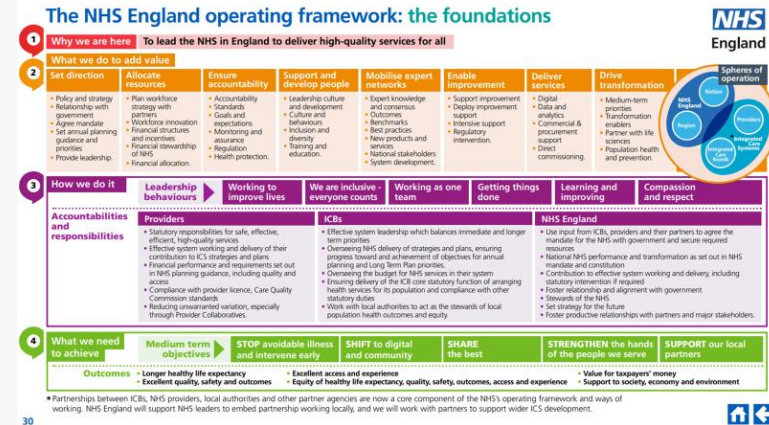 The NHS England operating framework: the foundations
NHS
England
1
Why we are here
To lead the NHS in England to deliver high-quality services for all
2
What we do to add value
Set direction
• Policy and strategy
• Relationship with
government
• Agree mandate
• Set annual planning
guidance and
priorities
• Provide leadership.
Allocate
resources
• Plan workforce
strategy with
partners
• Workforce innovation
• Financial structures
and incentives
• Financial stewardship
of NHS
• Financial allocation.
Ensure
accountability
• Accountability
• Standards
• Goals and
expectations
• Monitoring and
assurance
• Regulation
• Health protection.
Support and
develop people
• Leadership culture
and development
• Culture and
behaviours
• Inclusion and
diversity
• Training and
education.
Mobilise expert
networks
• Expert knowledge
and consensus
• Outcomes
• Benchmarks
• Best practices
• New products and
services
• National stakeholders
• System development.
Enable
improvement
• Support improvement
• Deploy improvement
support
• Intensive support
• Regulatory
intervention.
Deliver
services
• Digital
• Data and
analytics
• Commercial &
procurement
support
• Direct
commissioning.
Drive
transformation
• Medium-term
priorities
• Transformation
enablers
• Partner with life
sciences
• Population health
and prevention.
Spheres of
operation
Nation
NHS
England
Region
Providers
Integrated
Care
Systems
Integrated
Care
Boards
3
How we do it
Leadership
behaviours
Working to
improve lives
We are inclusive -
everyone counts
Working as one
team
Getting things
done
Learning and
improving
Compassion
and respect
Accountabilities
and
responsibilities
Providers
• Statutory responsibilities for safe, effective,
efficient, high-quality services
• Effective system working and delivery of their
contribution to ICS strategies and plans
• Financial performance and requirements set out
in NHS planning guidance, including quality and
access
• Compliance with provider licence, Care Quality
Commission standards
• Reducing unwarranted variation, especially
through Provider Collaboratives.
ICBs
• Effective system leadership which balances immediate and longer
term priorities
• Overseeing NHS delivery of strategies and plans, ensuring
progress toward and achievement of objectives for annual
planning and Long Term Plan priorities.
• Overseeing the budget for NHS services in their system
• Ensuring delivery of the ICB core statutory function of arranging
health services for its population and compliance with other
statutory duties
• Work with local authorities to act as the stewards of local
population health outcomes and equity.
NHS England
• Use input from ICBs, providers and their partners to agree the
mandate for the NHS with government and secure required
resources
• National NHS performance and transformation as set out in NHS
mandate and constitution
• Contribution to effective system working and delivery, including
statutory intervention if required
• Foster relationship and alignment with government
• Stewards of the NHS
• Set strategy for the future
• Foster productive relationships with partners and major stakeholders.
4
What we need
to achieve
Medium term
objectives
STOP avoidable illness
and intervene early
SHIFT to digital
and community
SHARE
the best
STRENGTHEN the hands
of the people we serve
SUPPORT our local
partners
Outcomes
• Longer healthy life expectancy
• Excellent quality, safety and outcomes
• Excellent access and experience
• Equity of healthy life expectancy, quality, safety, outcomes, access and experience
• Value for taxpayers' money
• Support to society, economy and environment
* Partnerships between ICBs, NHS providers, local authorities and other partner agencies are now a core component of the NHS's operating framework and ways of
working. NHS England will support NHS leaders to embed partnership working locally, and we will work with partners to support wider ICS development.
30